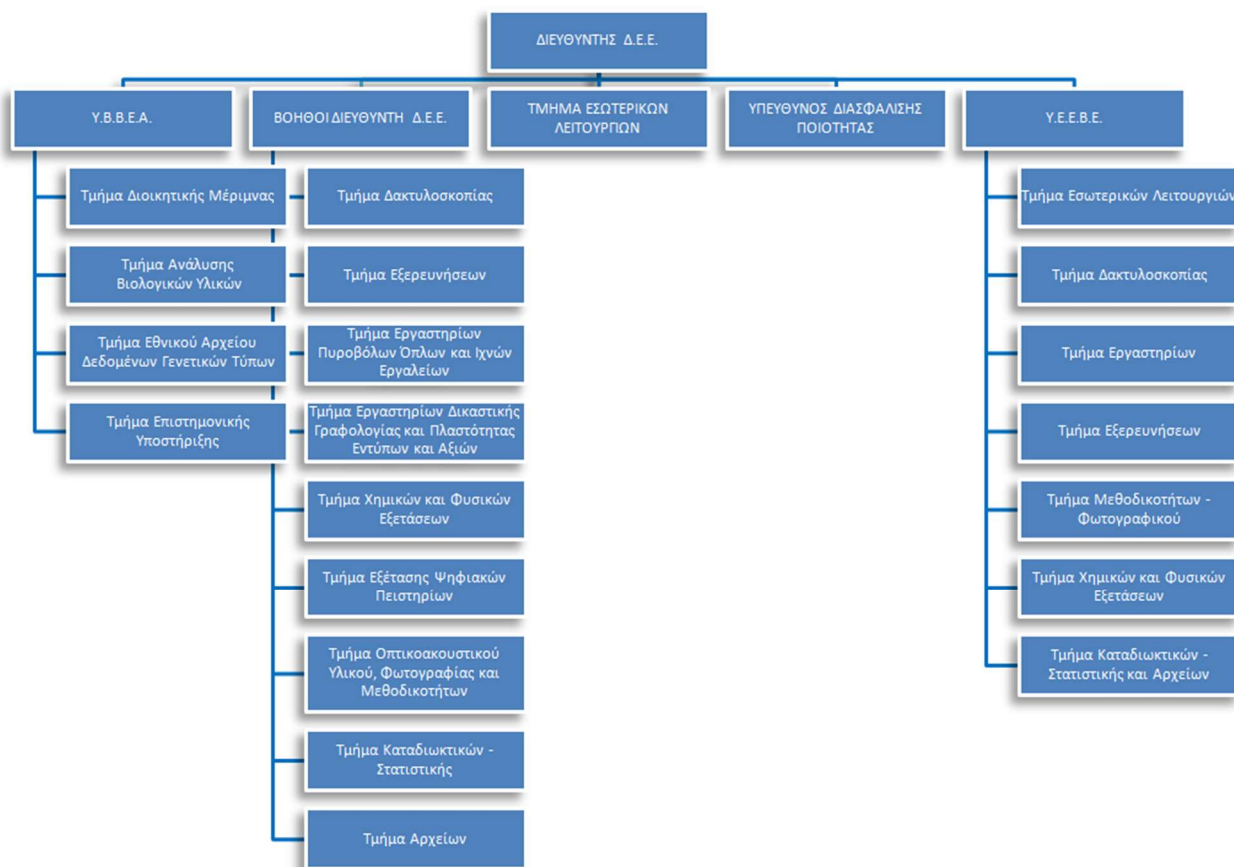 ΔΙΕΥΘΥΝΤΗΣ Δ.Ε.Ε.
Υ.Β.Β.Ε.Α.
ΒΟΗΘΟΙ ΔΙΕΥΘΥΝΤΗ Δ.Ε.Ε.
ΤΜΗΜΑ ΕΣΩΤΕΡΙΚΩΝ
ΛΕΙΤΟΥΡΓΙΩΝ
ΥΠΕΥΘΥΝΟΣ ΔΙΑΣΦΑΛΙΣΗΣ
ΠΟΙΟΤΗΤΑΣ
Υ.Ε.Ε.Β.Ε.
Τμήμα Διοικητικής Μέριμνας
Τμήμα Ανάλυσης
Βιολογικών Υλικών
Τμήμα Εθνικού Αρχείου
Δεδομένων Γενετικών Τύπων
Τμήμα Επιστημονικής
Υποστήριξης
Τμήμα Δακτυλοσκοπίας
Τμήμα Εξερευνήσεων
Τμήμα Εργαστηρίων
Πυροβόλων Όπλων και Ιχνών
Εργαλείων
Τμήμα Εργαστηρίων Δικαστικής
Γραφολογίας και Πλαστότητας
Εντύπων και Αξιών
Τμήμα Χημικών και Φυσικών
Εξετάσεων
Τμήμα Εξέτασης Ψηφιακών
Πειστηρίων
Τμήμα Οπτικοακουστικού
Υλικού, Φωτογραφίας και
Μεθοδικοτήτων
Τμήμα Καταδιωκτικών -
Στατιστικής
Τμήμα Αρχείων
Τμήμα Εσωτερικών Λειτουργιών
Τμήμα Δακτυλοσκοπίας
Τμήμα Εργαστηρίων
Τμήμα Εξερευνήσεων
Τμήμα Μεθοδικοτήτων -
Φωτογραφικού
Τμήμα Χημικών και Φυσικών
Εξετάσεων
Τμήμα Καταδιωκτικών -
Στατιστικής και Αρχείων